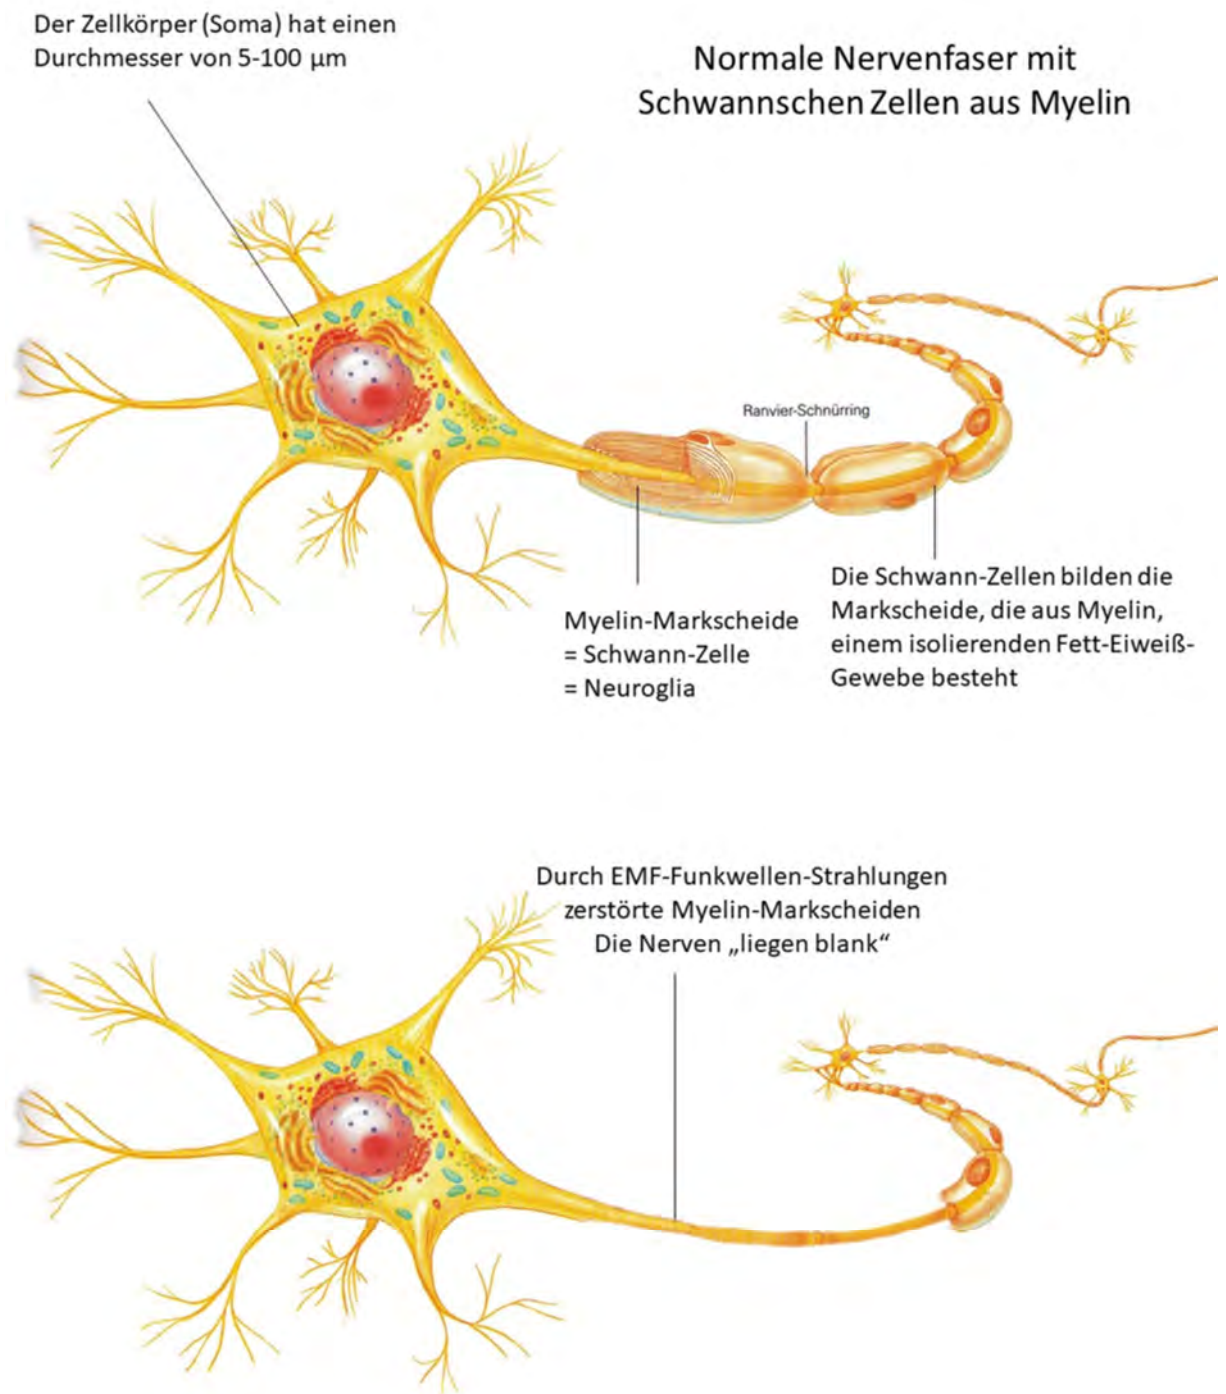 Der Zellkörper (Soma) hat einen
Durchmesser von 5-100 µm
Normale Nervenfaser mit
Schwannschen Zellen aus Myelin
Ranvier-Schnürring
Myelin-Markscheide
= Schwann-Zelle
= Neuroglia
Die Schwann-Zellen bilden die
Markscheide, die aus Myelin,
einem isolierenden Fett-Eiweiß-
Gewebe besteht
Durch EMF-Funkwellen-Strahlungen
zerstörte Myelin-Markscheiden
Die Nerven „liegen blank“